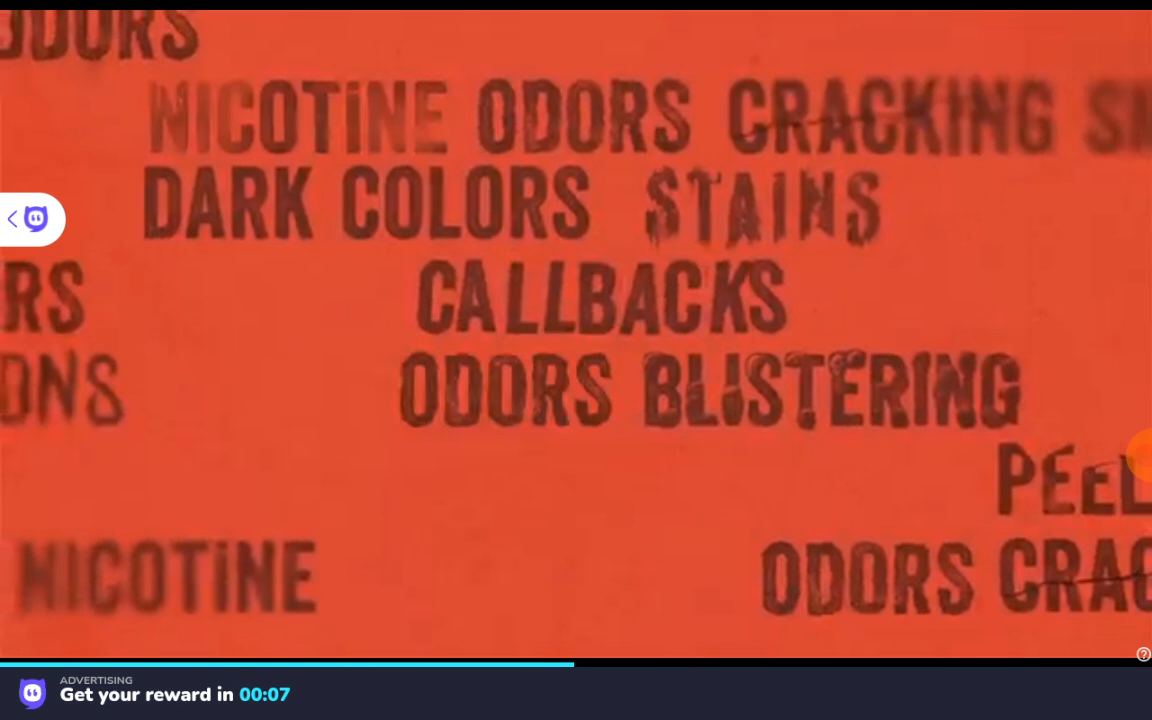 ODORS
NICOTINE ODORS CRACKING
DARK COLORS STAINS
RS CALLBACKS
ONS ODORS BLISTERING
PEEL
NICOTINE ODORS CRAC
ADVERTISING
Get your reward in 00:07